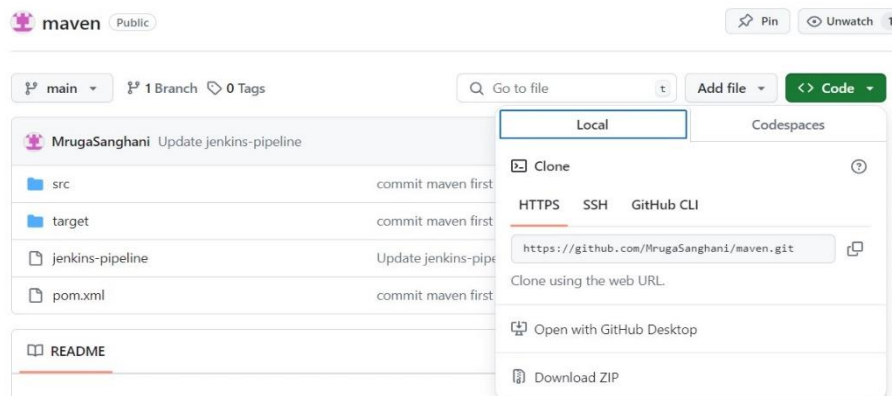 maven Public
Pin
Unwatch 1
main
1 Branch
0 Tags
Go to file
t
Add file
<> Code
MrugaSanghani Update jenkins-pipeline
src
commit maven first
target
commit maven first
jenkins-pipeline
Update jenkins-pipe
pom.xml
commit maven first
README
Local
Codespaces
Clone
HTTPS SSH GitHub CLI
https://github.com/MrugaSanghani/maven.git
Clone using the web URL.
Open with GitHub Desktop
Download ZIP